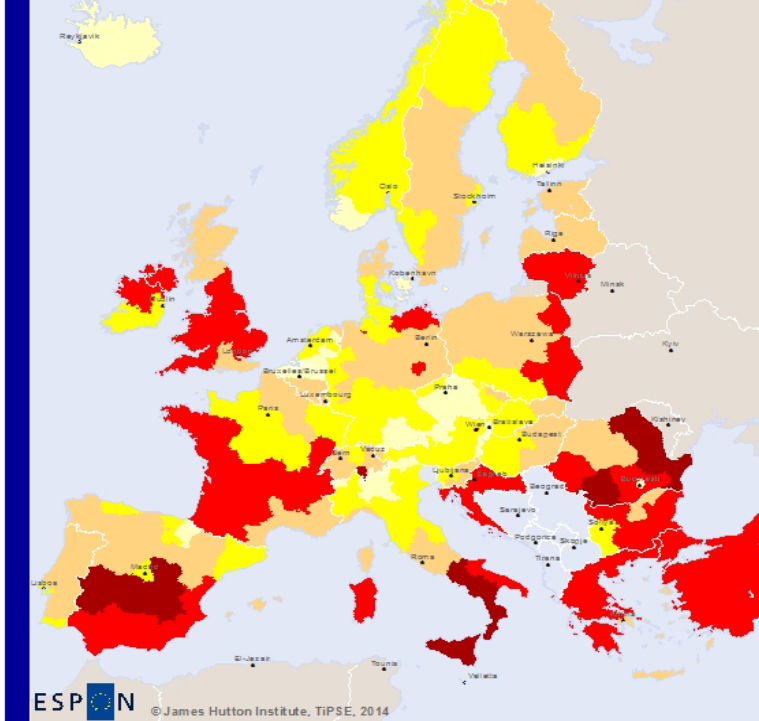 Reykjavik
Helsinki
Tallinn
Oslo
Stockholm
Riga
Kobenhavn
Vilnius
Minsk
Dublin
Amsterdam
Warszawa
Berlin
Kyiv
London
Bruxelles/Brussel
Praha
Luxembourg
Paris
Kishinev
Wien
Bratislava
Budapest
Bern
Vaduz
Ljubljana
Zagreb
Beograd
Bucuresti
Sarajevo
Sofiya
Podgorica
Skopje
Roma
Tirana
Madrid
Lisboa
El-Jazair
Tounis
Valletta
ESPON
© James Hutton Institute, TiPSE, 2014